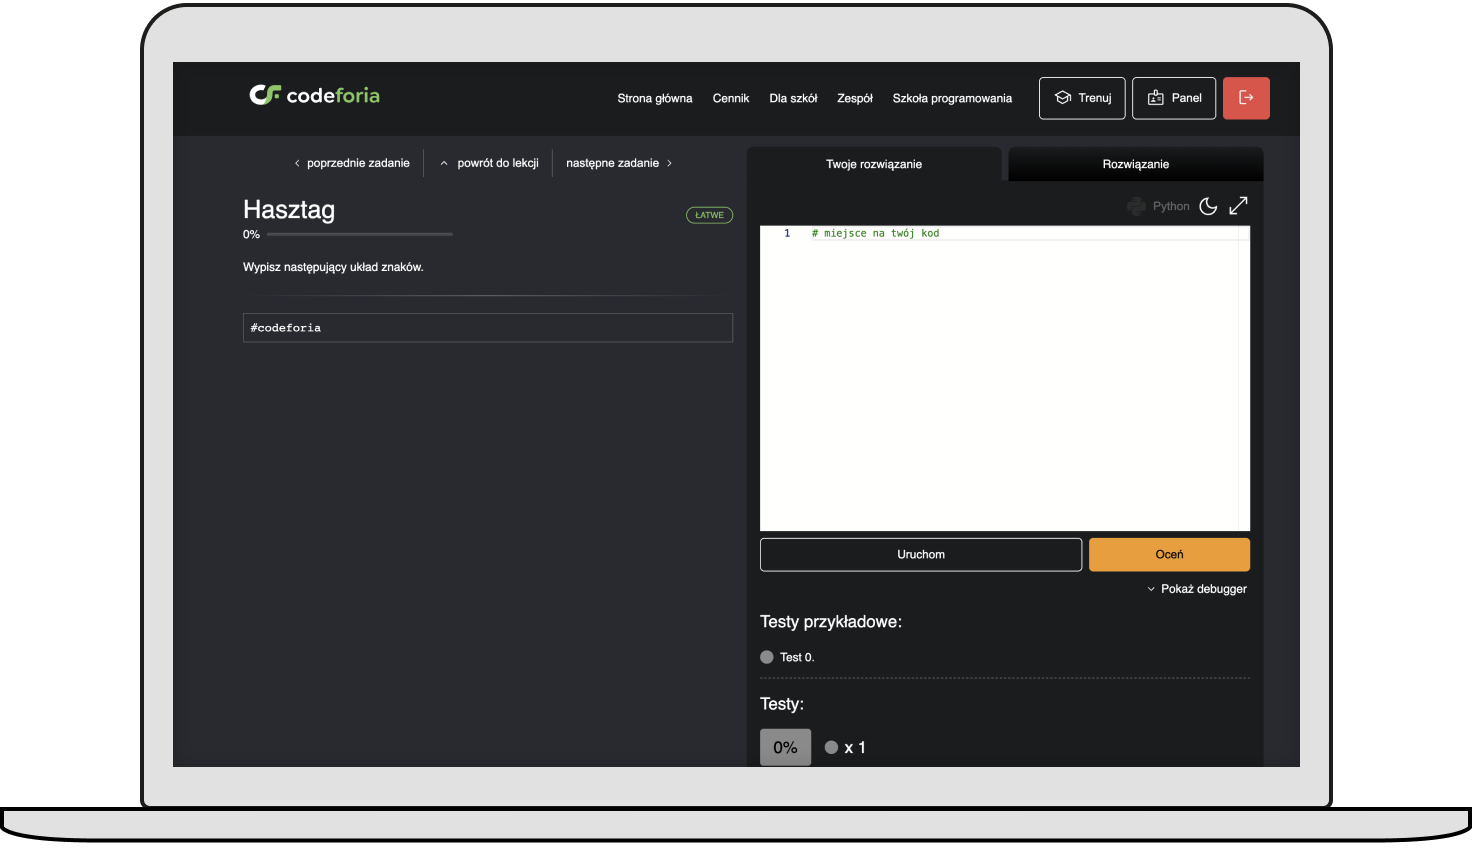 codeforia
Strona główna Cennik Dla szkół Zespół Szkoła programowania Trenuj Panel
poprzednie zadanie powrót do lekcji następne zadanie
Hasztag
ŁATWE
0%
Wypisz następujący układ znaków.
#codeforia
Twoje rozwiązanie Rozwiązanie
Python
1 # miejsce na twój kod
Uruchom Oceń
Pokaż debugger
Testy przykładowe:
Test 0.
Testy:
0% x 1